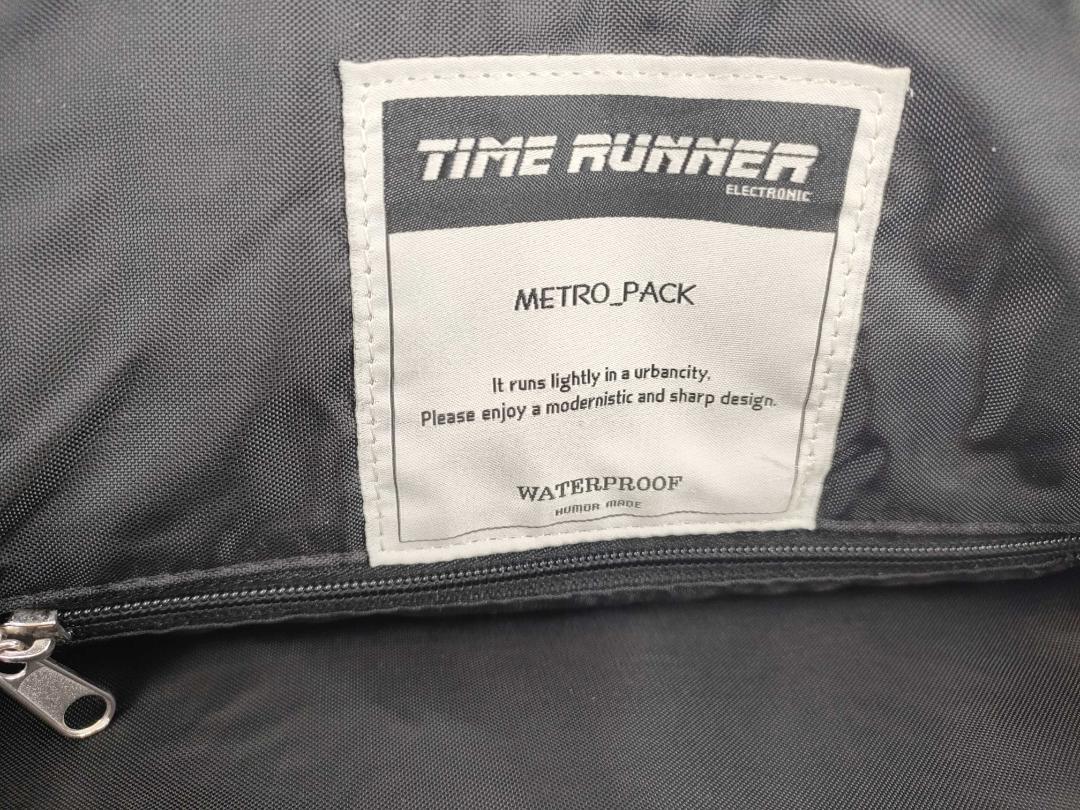 TIME RUNNER
ELECTRONIC
METRO_PACK
It runs lightly in a urbancity.
Please enjoy a modernistic and sharp design.
WATERPROOF
HUMOR MADE